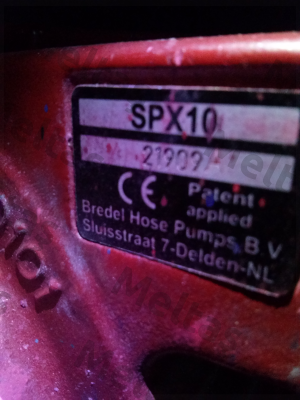 SPX10
21909
CE Patent
applied
Bredel Hose Pumps B.V
Sluisstraat 7-Delden-NL